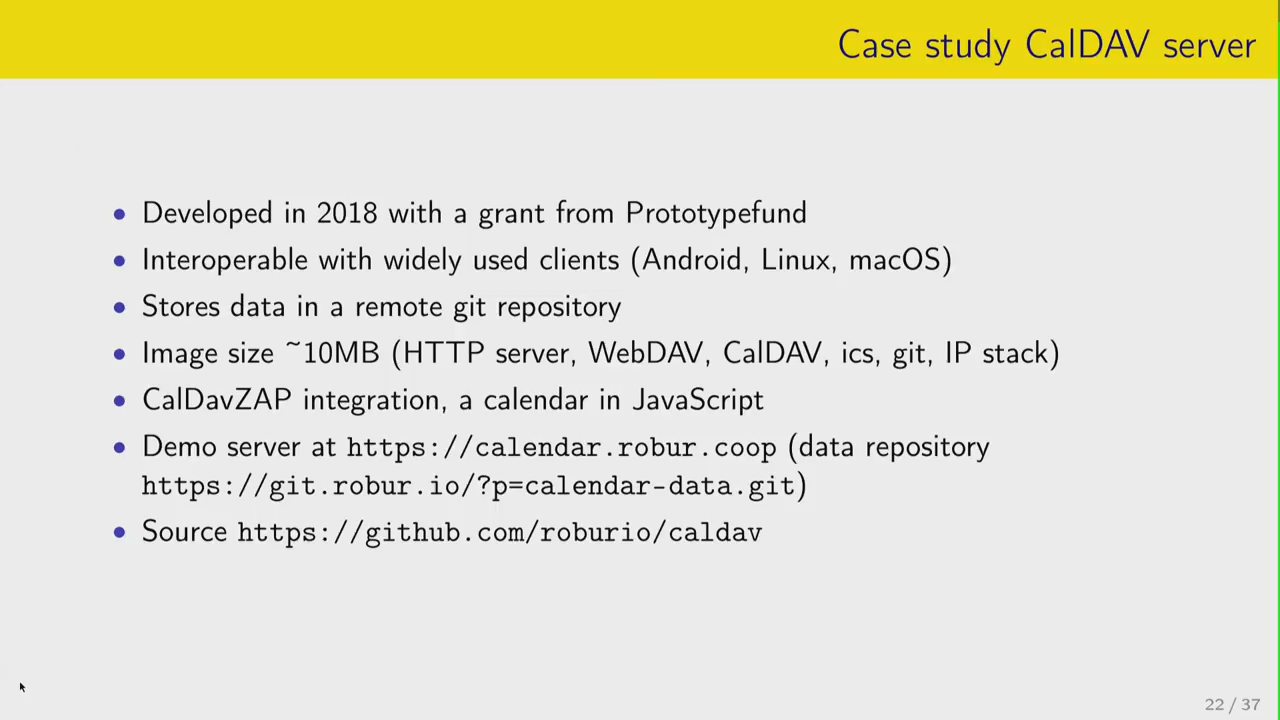 Case study CalDAV server
• Developed in 2018 with a grant from Prototypefund
• Interoperable with widely used clients (Android, Linux, macOS)
• Stores data in a remote git repository
• Image size ~10MB (HTTP server, WebDAV, CalDAV, ics, git, IP stack)
• CalDavZAP integration, a calendar in JavaScript
• Demo server at https://calendar.robur.coop (data repository
https://git.robur.io/?p=calendar-data.git)
• Source https://github.com/roburio/caldav
22 / 37